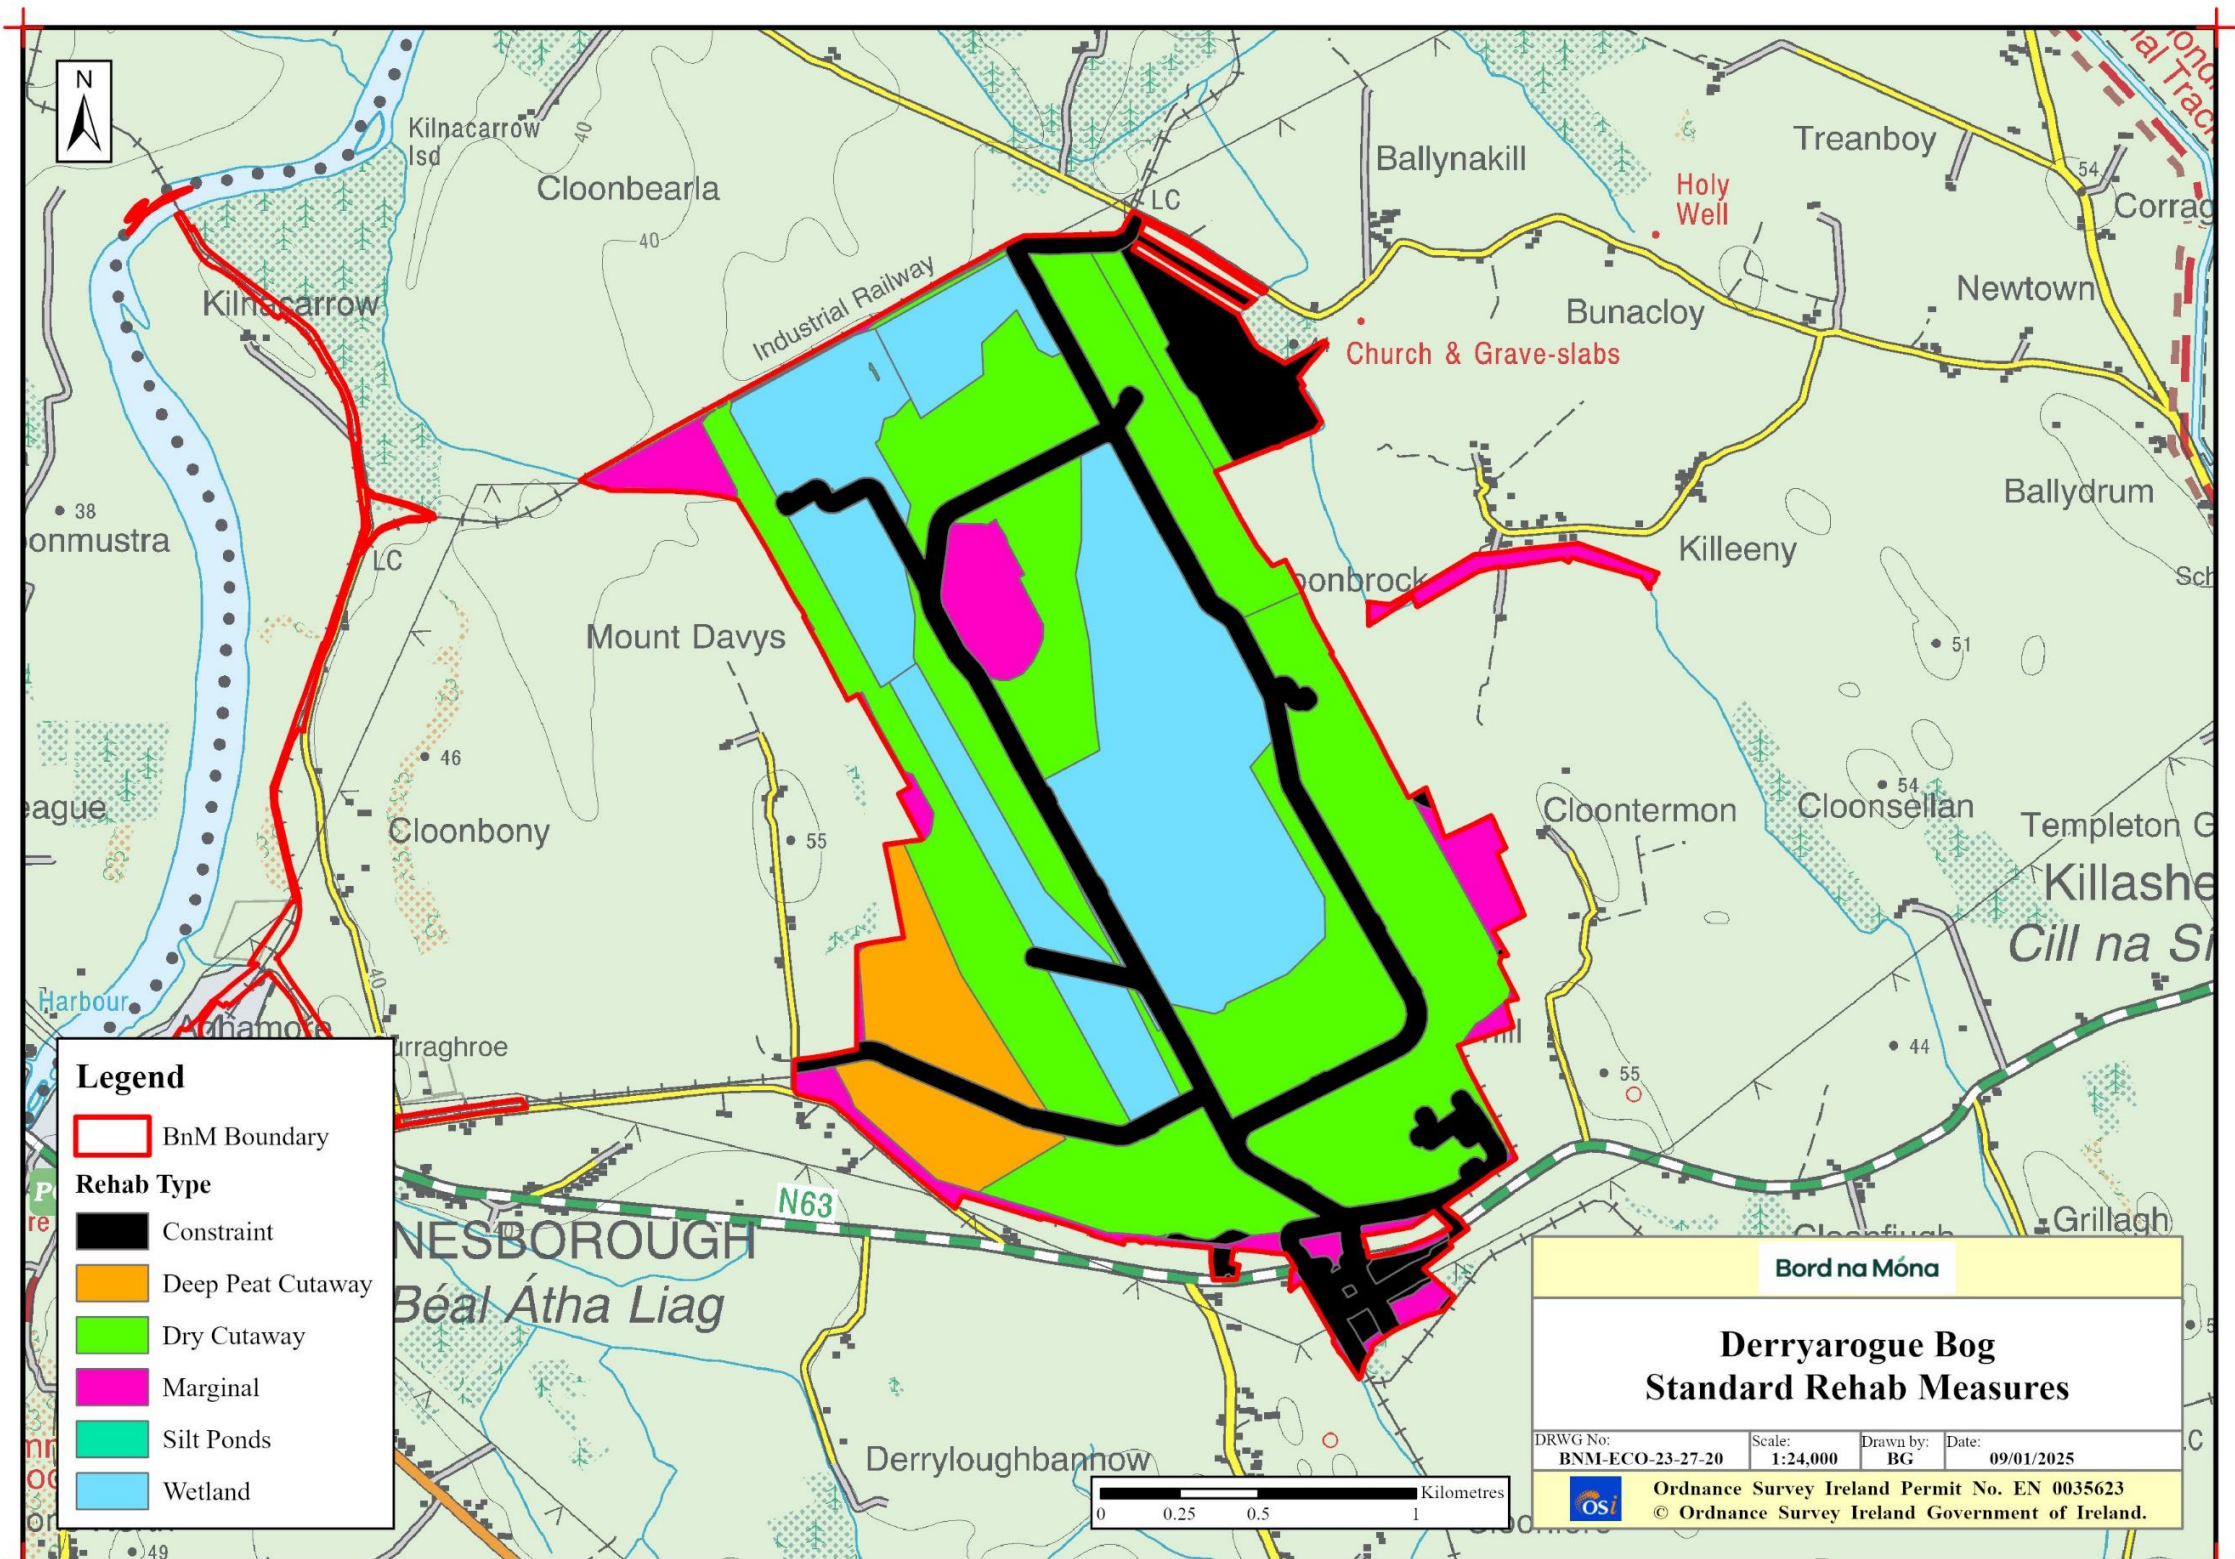 N
Kilnacarrow
Isd
40
Cloonbearla
40
Kilnacarrow
Industrial Railway
LC
Ballynakill
Holy
Well
Treanboy
54
Newtown
Bunacloy
Church & Grave-slabs
Ballydrum
38
LC
Killeeny
Mount Davys
51
46
Cloonbony
55
Cloontermon
54
Cloonsellan
Templeton
Killashe
Cill na Sí
Harbour
Aghamore
40
44
55
N63
40
NESBOROUGH
Béal Átha Liag
Grillagh
Derryloughbannow
49
Legend
BnM Boundary
Rehab Type
Constraint
Deep Peat Cutaway
Dry Cutaway
Marginal
Silt Ponds
Wetland
Kilometres
0 0.25 0.5 1
Bord na Móna
Derryarogue Bog
Standard Rehab Measures
DRWG No: Scale: Drawn by: Date:
BNM-ECO-23-27-20 1:24,000 BG 09/01/2025
OSi
Ordnance Survey Ireland Permit No. EN 0035623
© Ordnance Survey Ireland Government of Ireland.